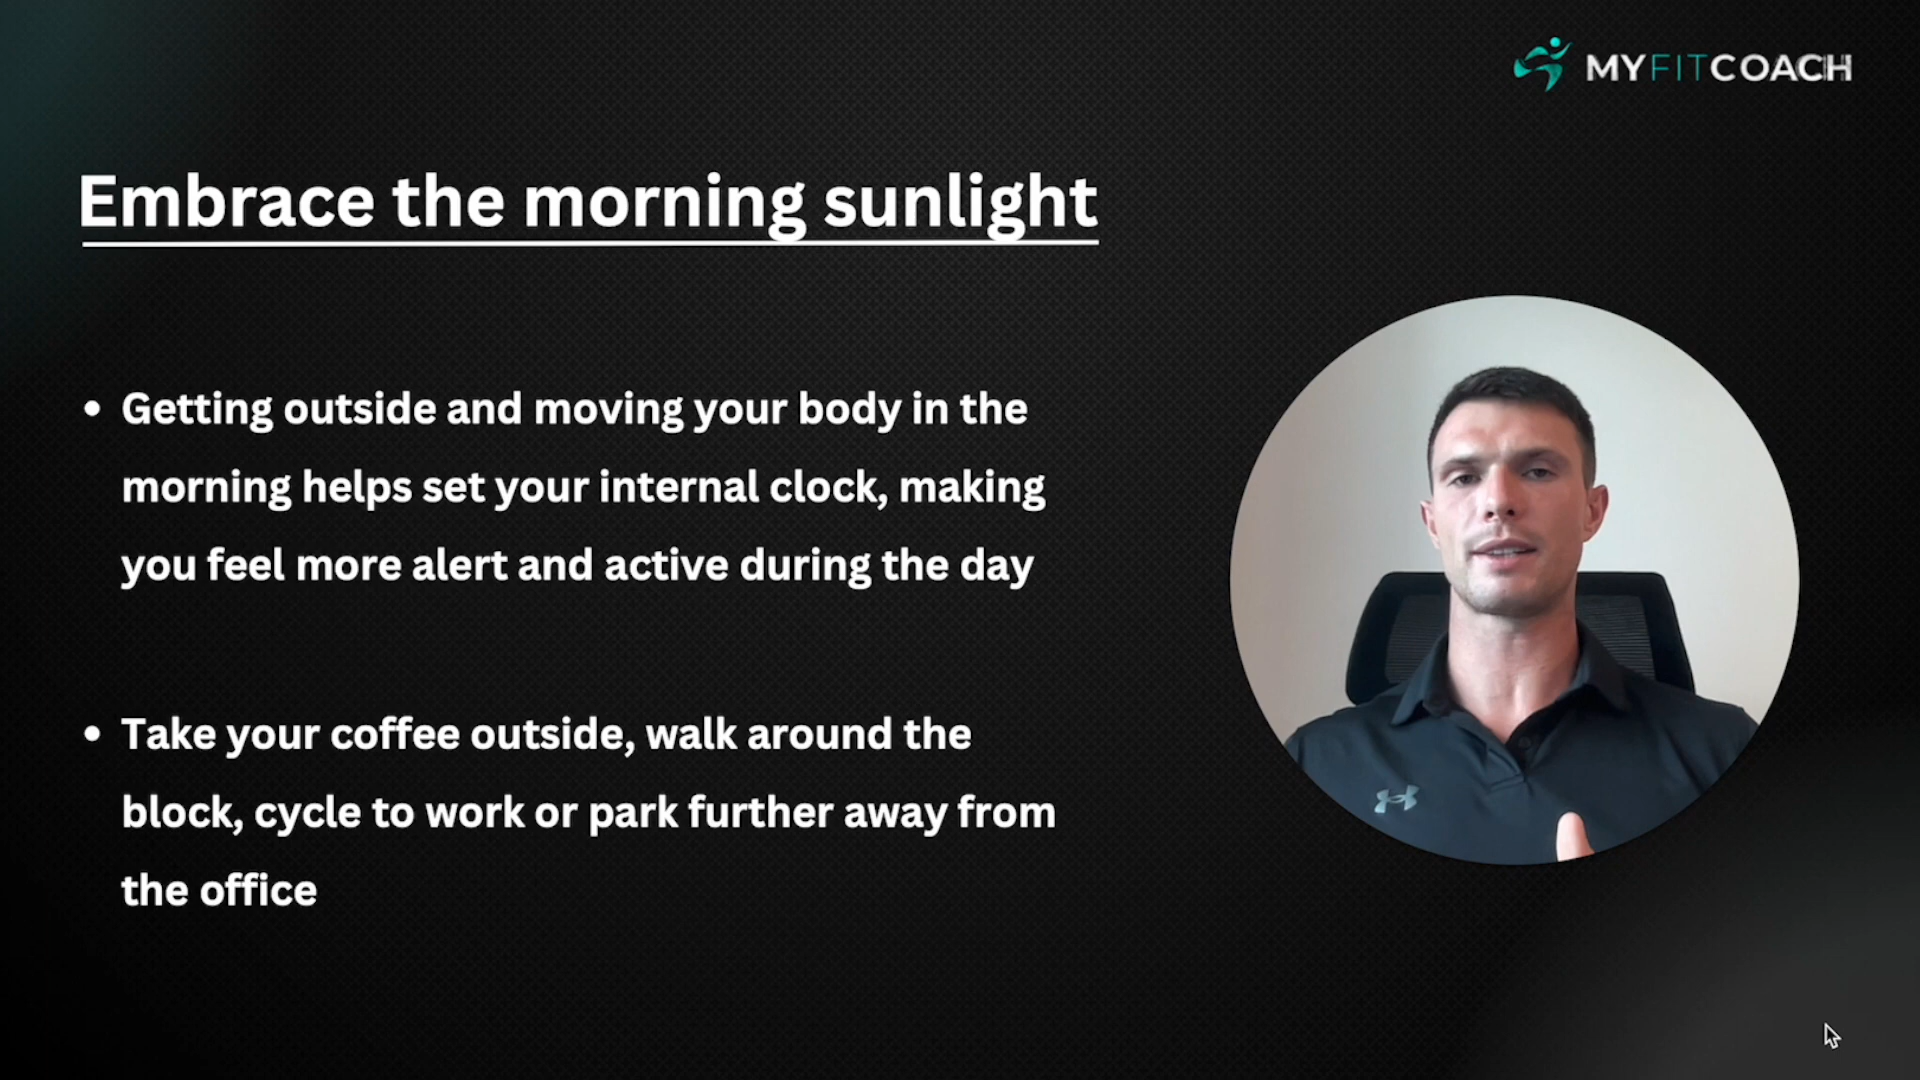 MYFITCOACH
Embrace the morning sunlight
• Getting outside and moving your body in the
morning helps set your internal clock, making
you feel more alert and active during the day
• Take your coffee outside, walk around the
block, cycle to work or park further away from
the office